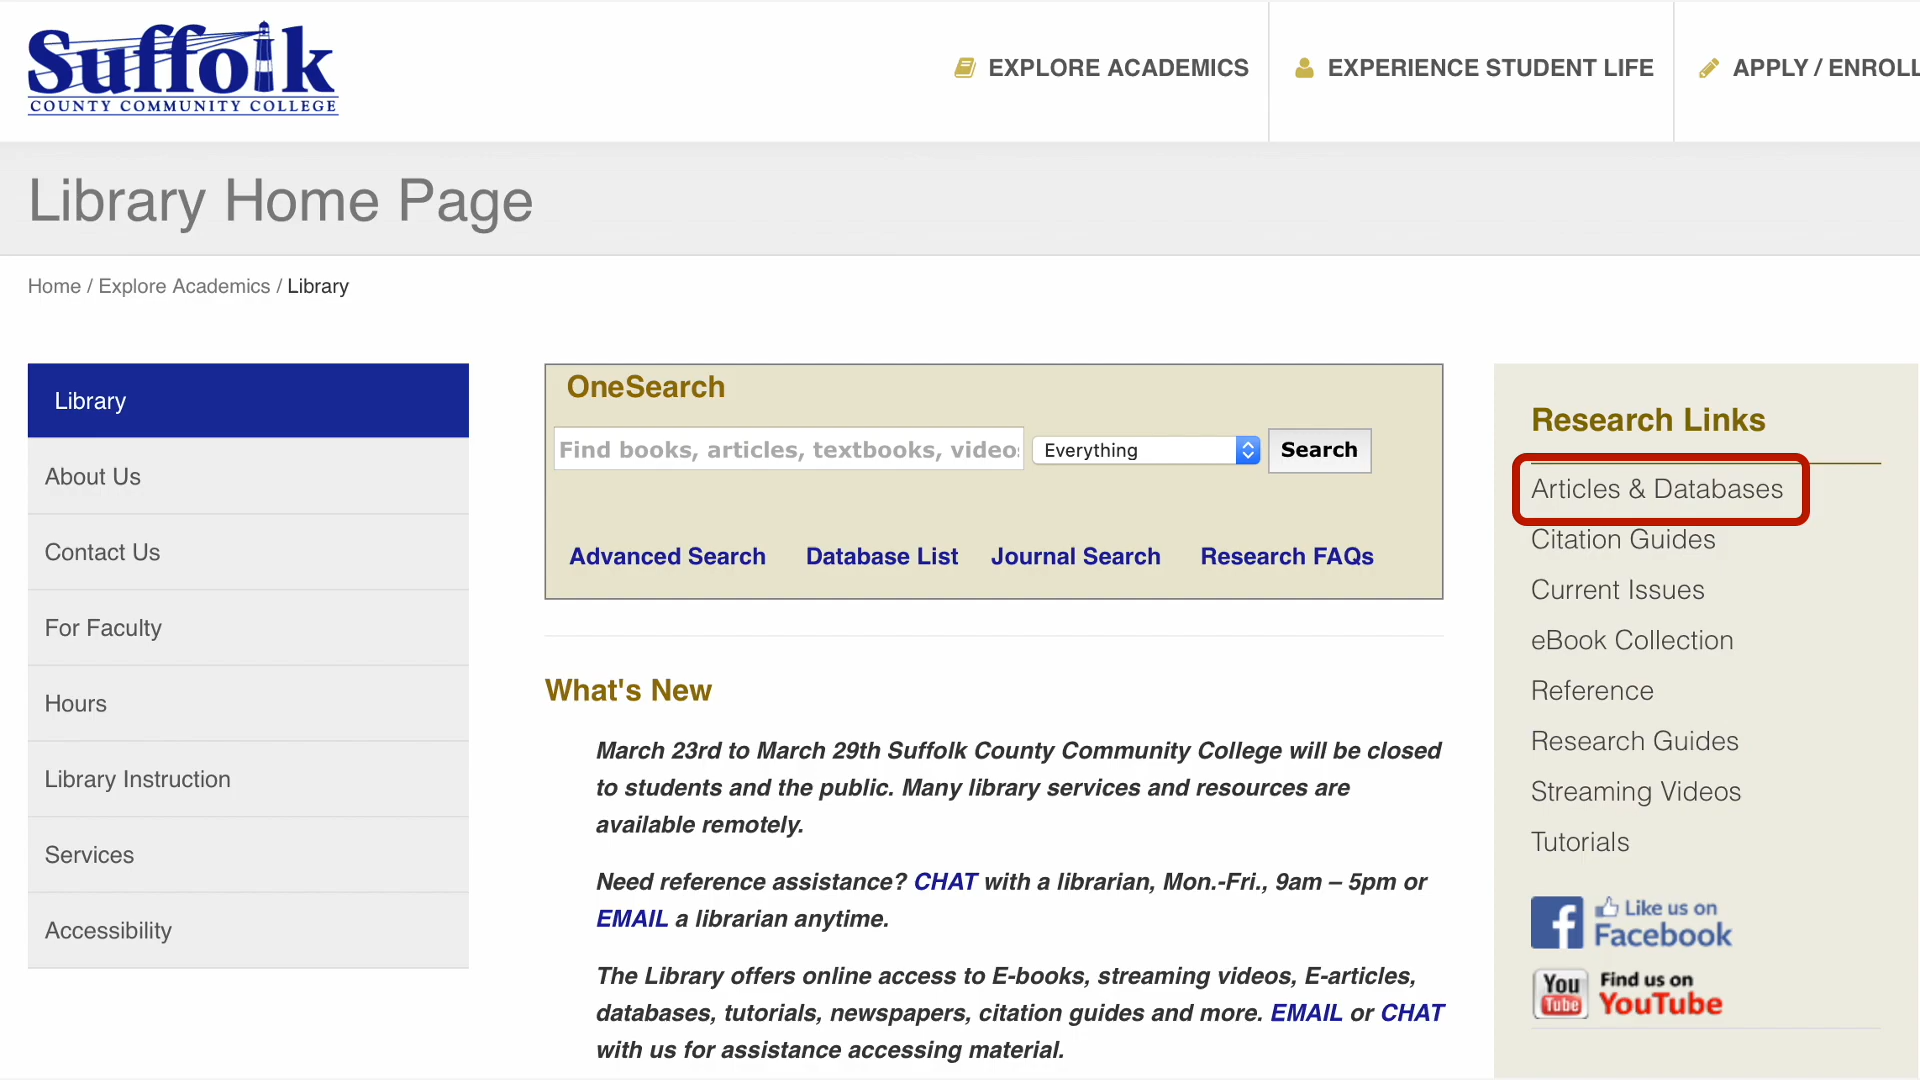 Suffolk
COUNTY COMMUNITY COLLEGE
EXPLORE ACADEMICS
EXPERIENCE STUDENT LIFE
APPLY / ENROLL
Library Home Page
Home / Explore Academics / Library
Library
About Us
Contact Us
For Faculty
Hours
Library Instruction
Services
Accessibility
OneSearch
Find books, articles, textbooks, videos
Everything
Search
Advanced Search Database List Journal Search Research FAQs
What's New
March 23rd to March 29th Suffolk County Community College will be closed
to students and the public. Many library services and resources are
available remotely.
Need reference assistance? CHAT with a librarian, Mon.-Fri., 9am – 5pm or
EMAIL a librarian anytime.
The Library offers online access to E-books, streaming videos, E-articles,
databases, tutorials, newspapers, citation guides and more. EMAIL or CHAT
with us for assistance accessing material.
Research Links
Articles & Databases
Citation Guides
Current Issues
eBook Collection
Reference
Research Guides
Streaming Videos
Tutorials
f
Like us on
Facebook
You
Tube
Find us on
YouTube